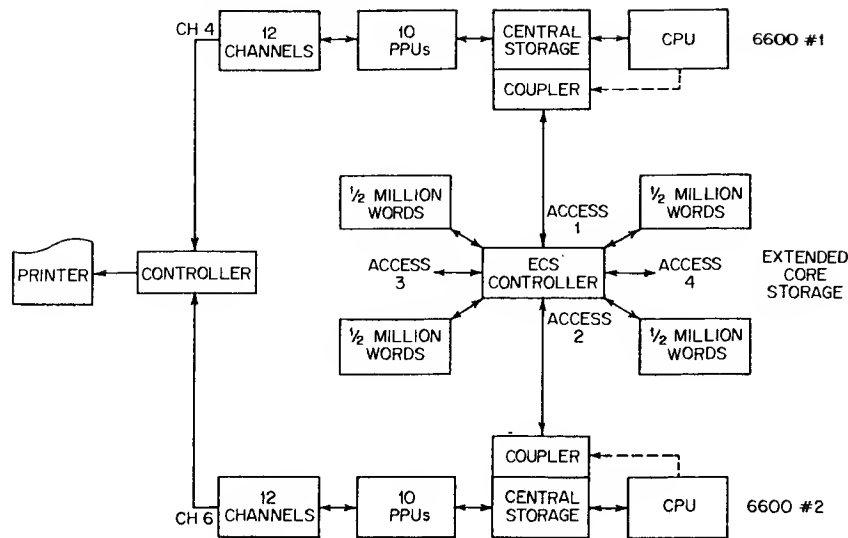 CH 4
12
CHANNELS
10
PPUs
CENTRAL
STORAGE
CPU
6600 #1
COUPLER
½ MILLION
WORDS
ACCESS
1
½ MILLION
WORDS
PRINTER
CONTROLLER
ACCESS
3
ECS
CONTROLLER
ACCESS
4
EXTENDED
CORE
STORAGE
½ MILLION
WORDS
ACCESS
2
½ MILLION
WORDS
COUPLER
CH 6
12
CHANNELS
10
PPUs
CENTRAL
STORAGE
CPU
6600 #2